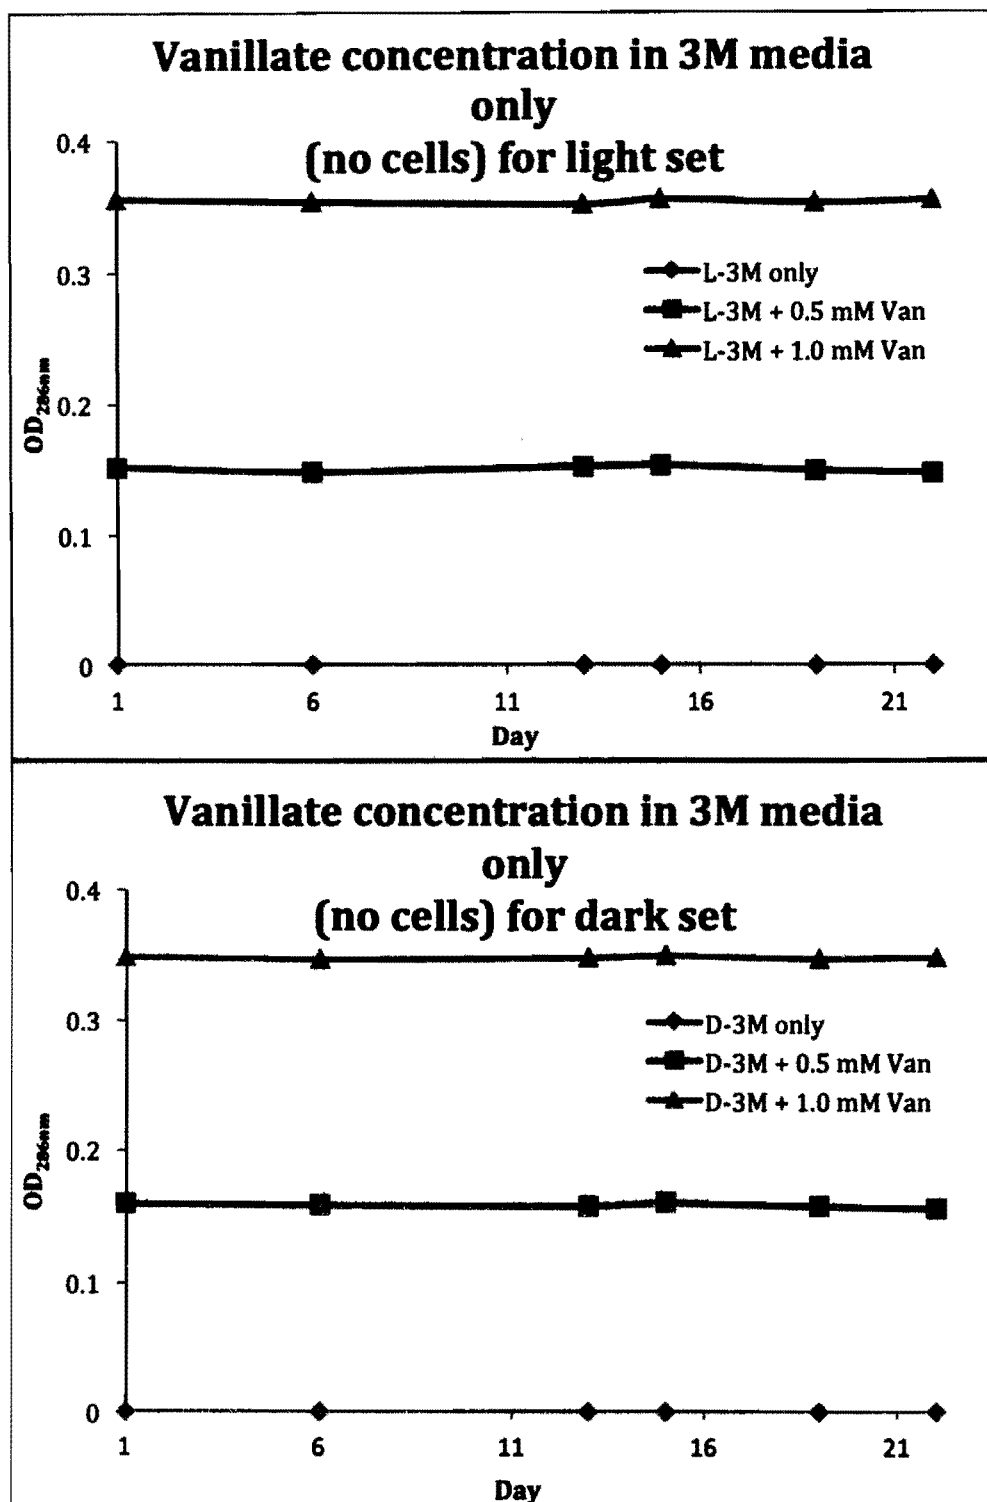 Vanillate concentration in 3M media
only
(no cells) for light set
0.4
0.3
0.2
0.1
0
OD286nm
L-3M only
L-3M + 0.5 mM Van
L-3M + 1.0 mM Van
1 6 11 16 21
Day
Vanillate concentration in 3M media
only
(no cells) for dark set
0.4
0.3
0.2
0.1
0
OD286nm
D-3M only
D-3M + 0.5 mM Van
D-3M + 1.0 mM Van
1 6 11 16 21
Day